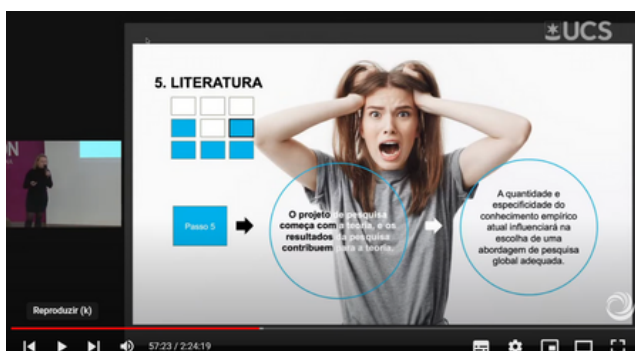 UCS
5. LITERATURA
Passo 5
O projeto de pesquisa
começa com a teoria, e os
resultados da pesquisa
contribuem para a teoria.
A quantidade e
especificidade do
conhecimento empírico
atual influenciará na
escolha de uma
abordagem de pesquisa
global adequada.
Reproduzir (k)
57:23 / 2:24:19